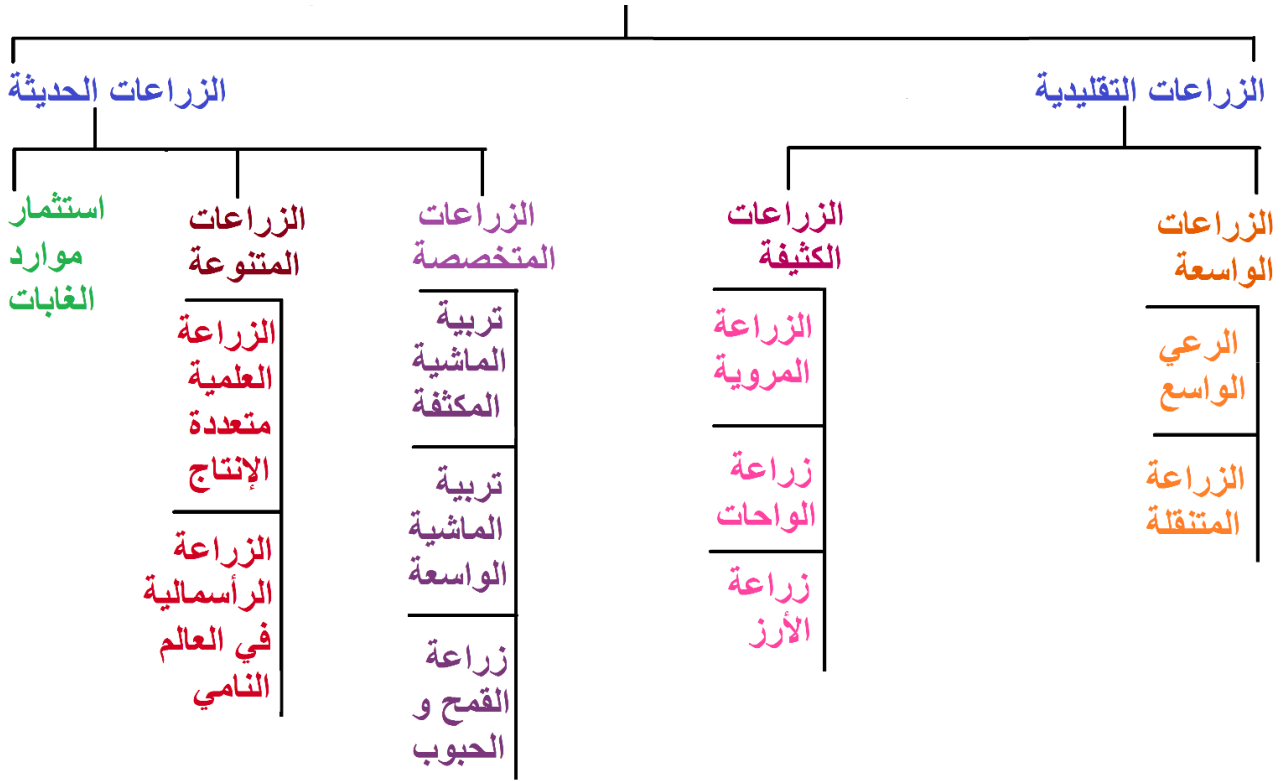 الزراعات التقليدية
الزراعات الحديثة
الزراعات
الواسعة
الرعي
الواسع
الزراعة
المتنقلة
الزراعات
الكثيفة
الزراعة
المروية
زراعة
الواحات
زراعة
الأرز
الزراعات
المتخصصة
تربية
الماشية
المكثفة
تربية
الماشية
الواسعة
زراعة
القمح و
الحبوب
الزراعات
المتنوعة
الزراعة
العلمية
متعددة
الإنتاج
الزراعة
الرأسمالية
في العالم
النامي
استثمار
موارد
الغابات